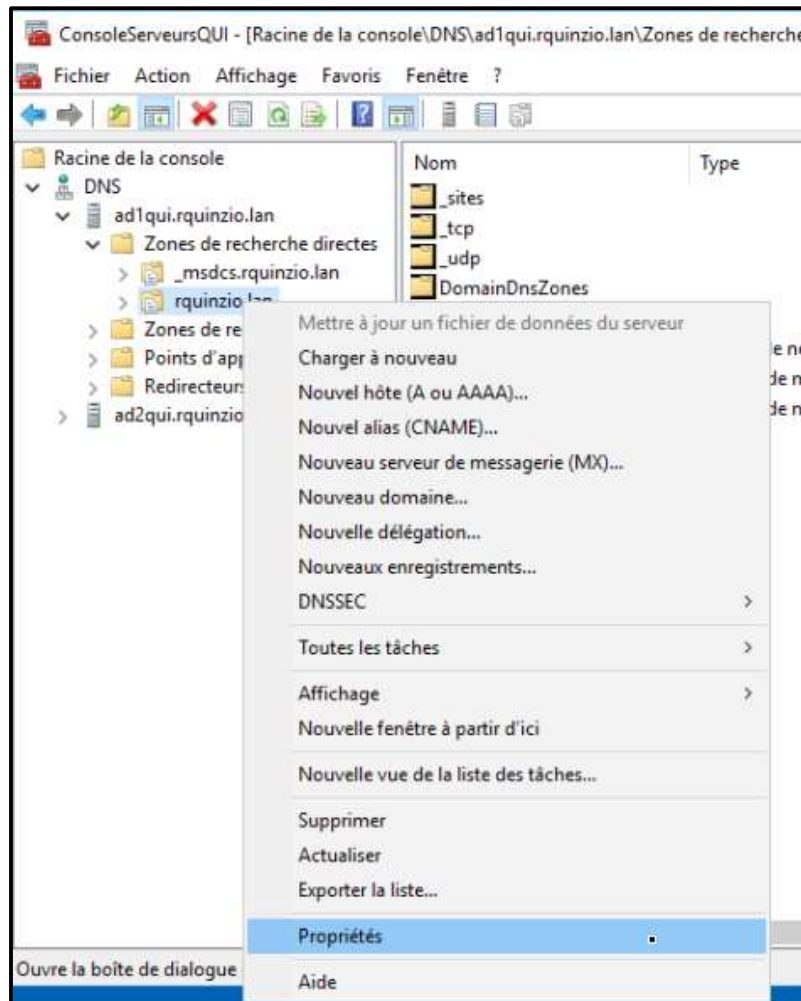 ConsoleServeursQUI - [Racine de la console\DNS\ad1qui.rquinzio.lan\Zones de recherche
Fichier Action Affichage Favoris Fenêtre ?
Racine de la console
DNS
ad1qui.rquinzio.lan
Zones de recherche directes
_msdcs.rquinzio.lan
rquinzio.lan
Zones de re
Points d'app
Redirecteurs
ad2qui.rquinzio
Nom Type
_sites
_tcp
_udp
DomainDnsZones
Mettre à jour un fichier de données du serveur
Charger à nouveau
Nouvel hôte (A ou AAAA)...
Nouvel alias (CNAME)...
Nouveau serveur de messagerie (MX)...
Nouveau domaine...
Nouvelle délégation...
Nouveaux enregistrements...
DNSSEC
Toutes les tâches
Affichage
Nouvelle fenêtre à partir d'ici
Nouvelle vue de la liste des tâches...
Supprimer
Actualiser
Exporter la liste...
Propriétés
Aide
Ouvre la boîte de dialogue